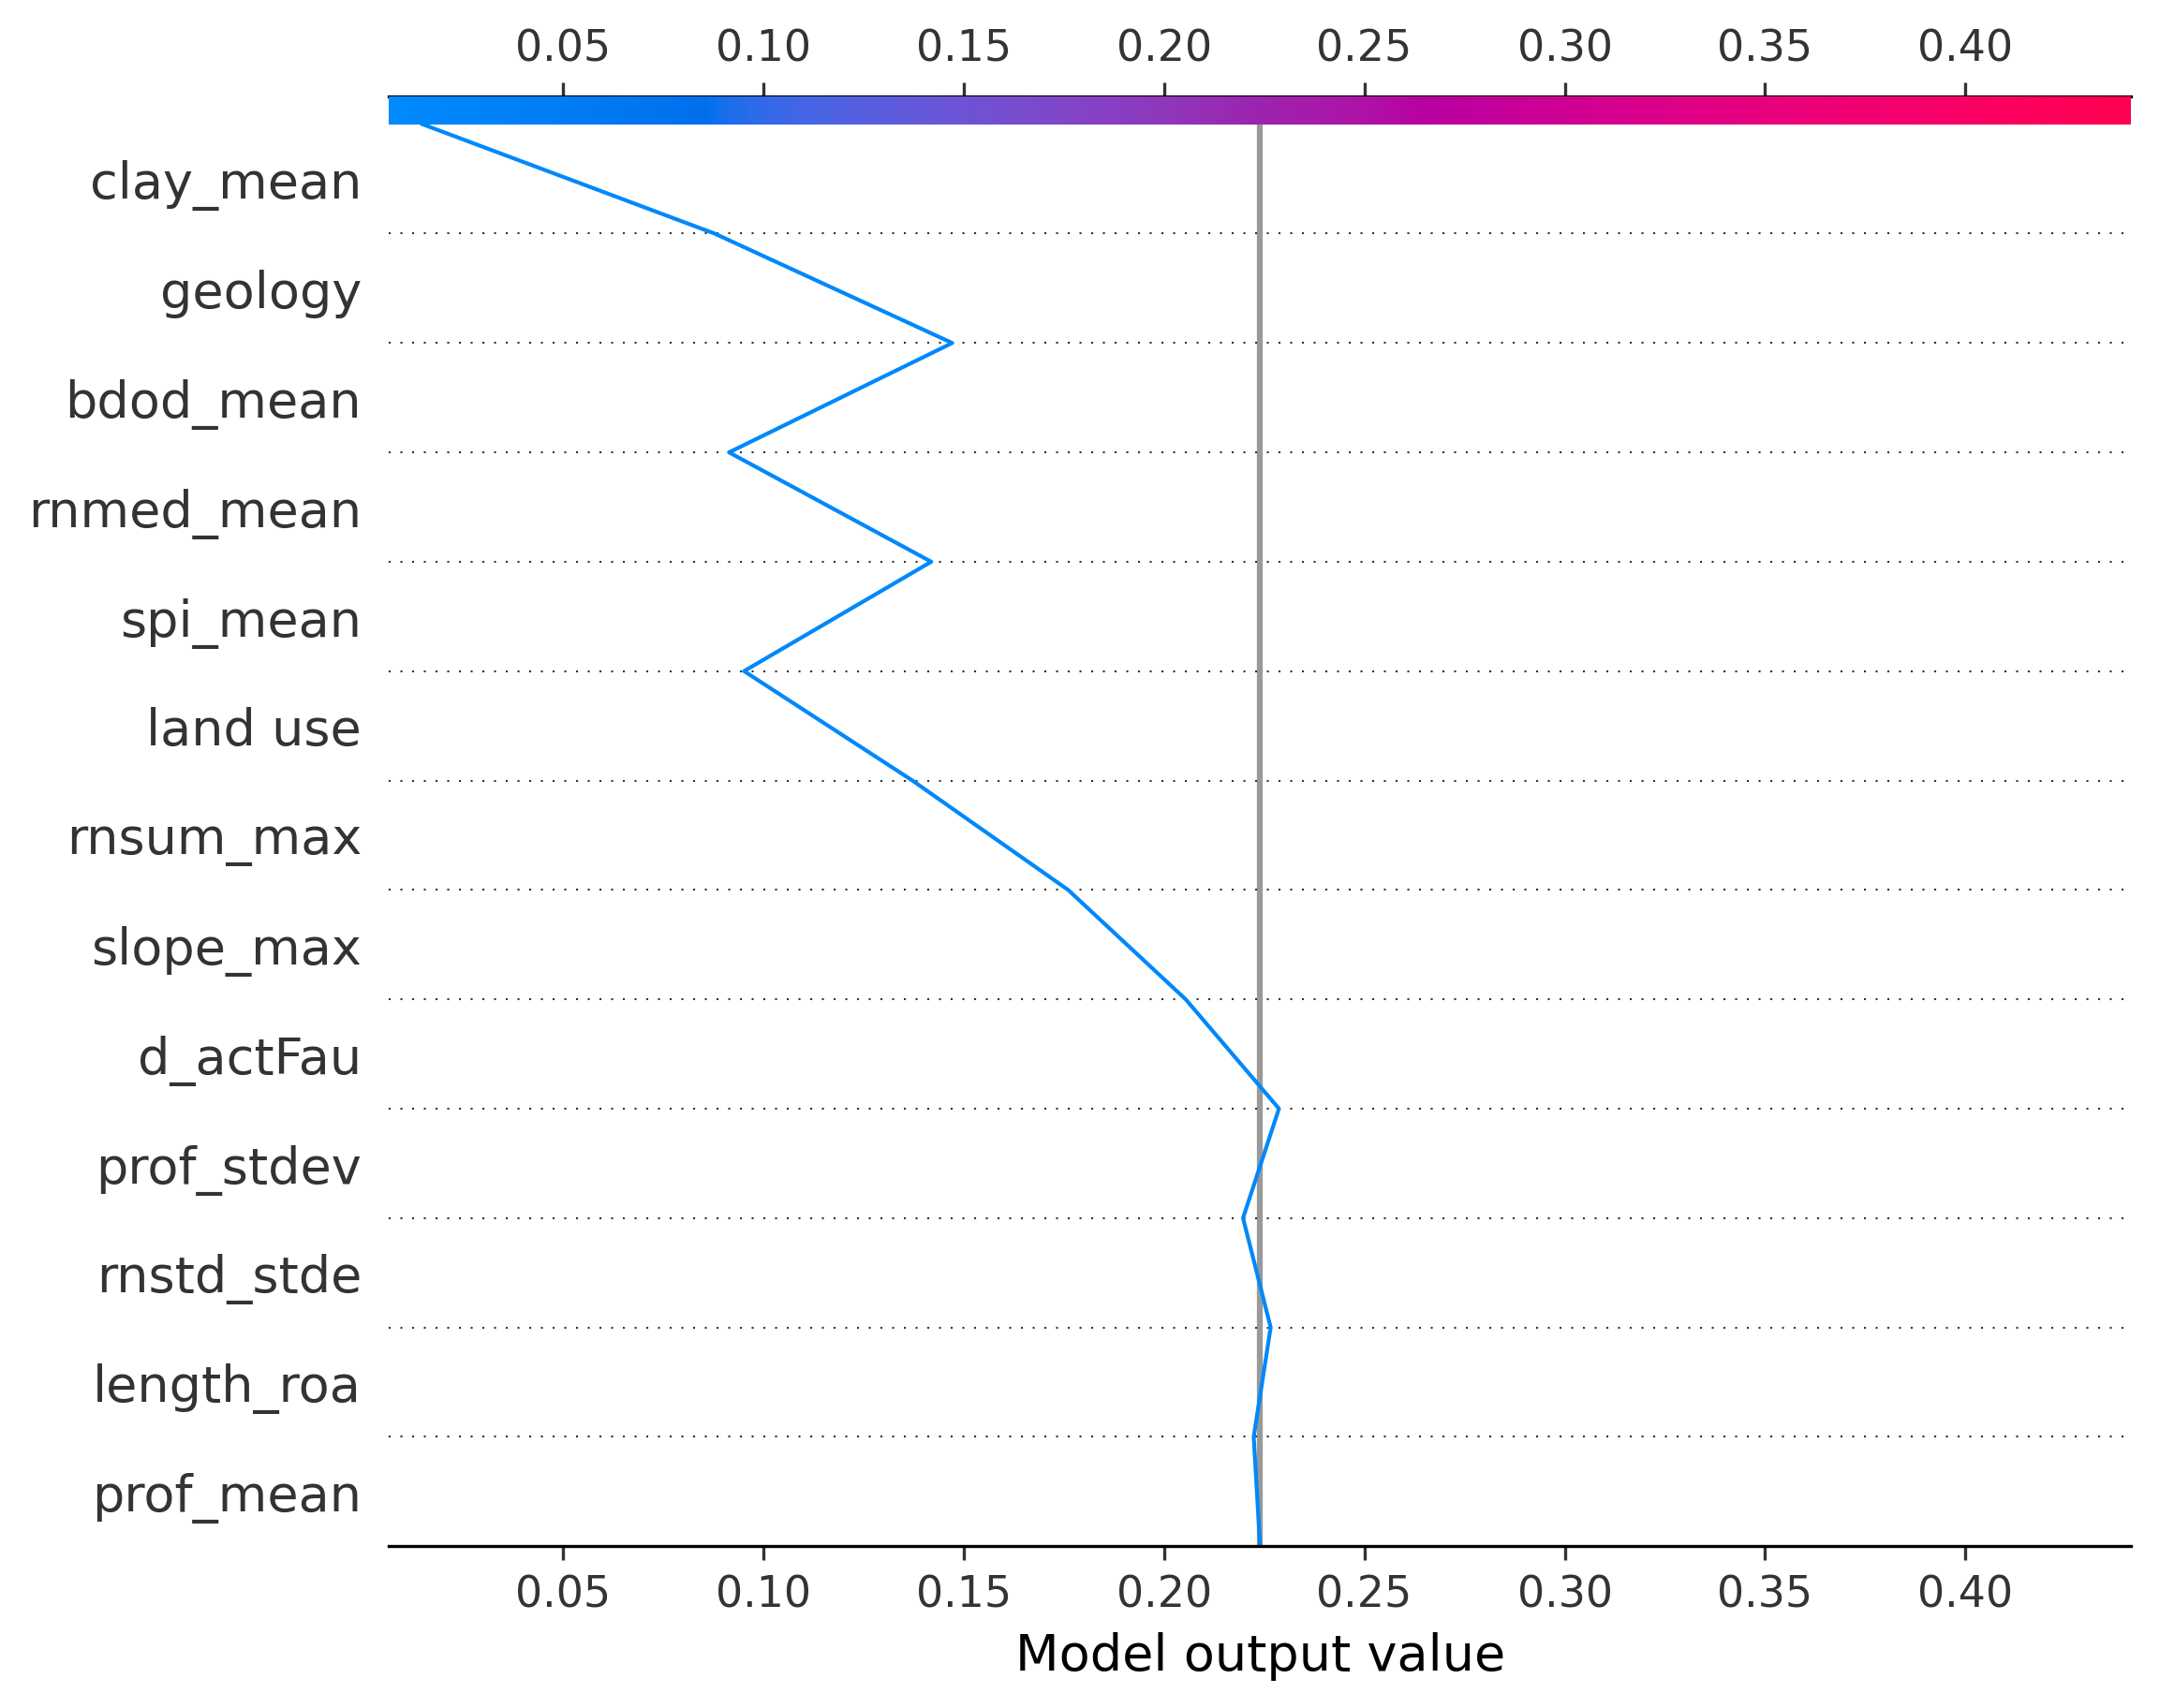 0.05 0.10 0.15 0.20 0.25 0.30 0.35 0.40
clay_mean
geology
bdod_mean
rnmed_mean
spi_mean
land use
rnsum_max
slope_max
d_actFau
prof_stdev
rnstd_stde
length_roa
prof_mean
0.05 0.10 0.15 0.20 0.25 0.30 0.35 0.40
Model output value